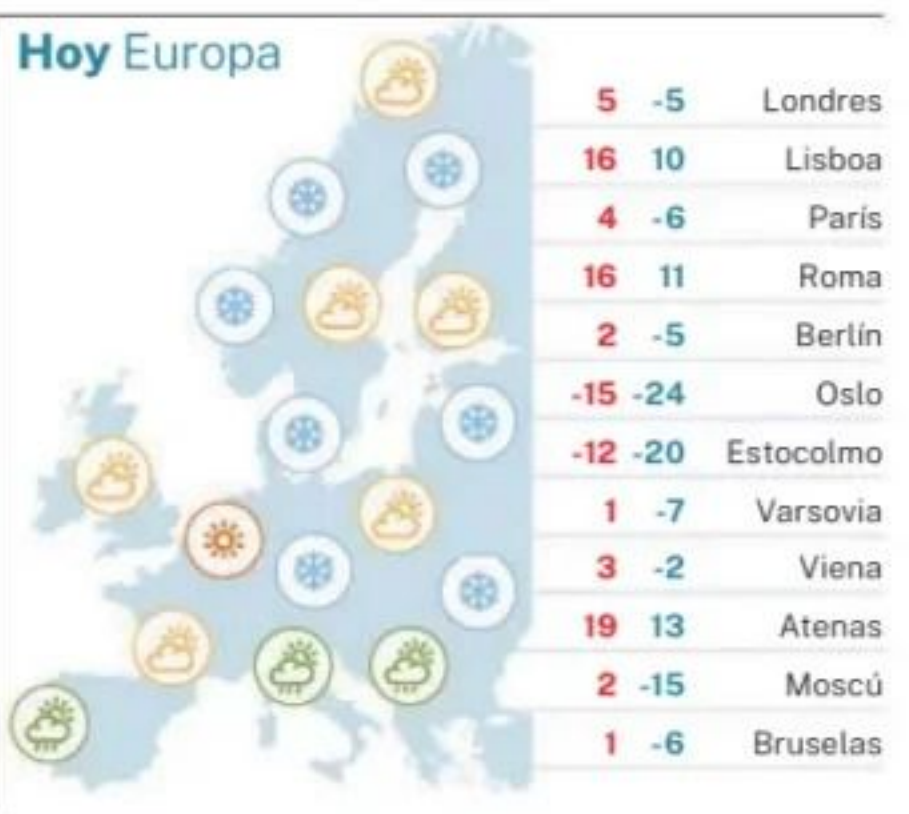 Hoy Europa
5 -5 Londres
16 10 Lisboa
4 -6 París
16 11 Roma
2 -5 Berlín
-15 -24 Oslo
-12 -20 Estocolmo
1 -7 Varsovia
3 -2 Viena
19 13 Atenas
2 -15 Moscú
1 -6 Bruselas